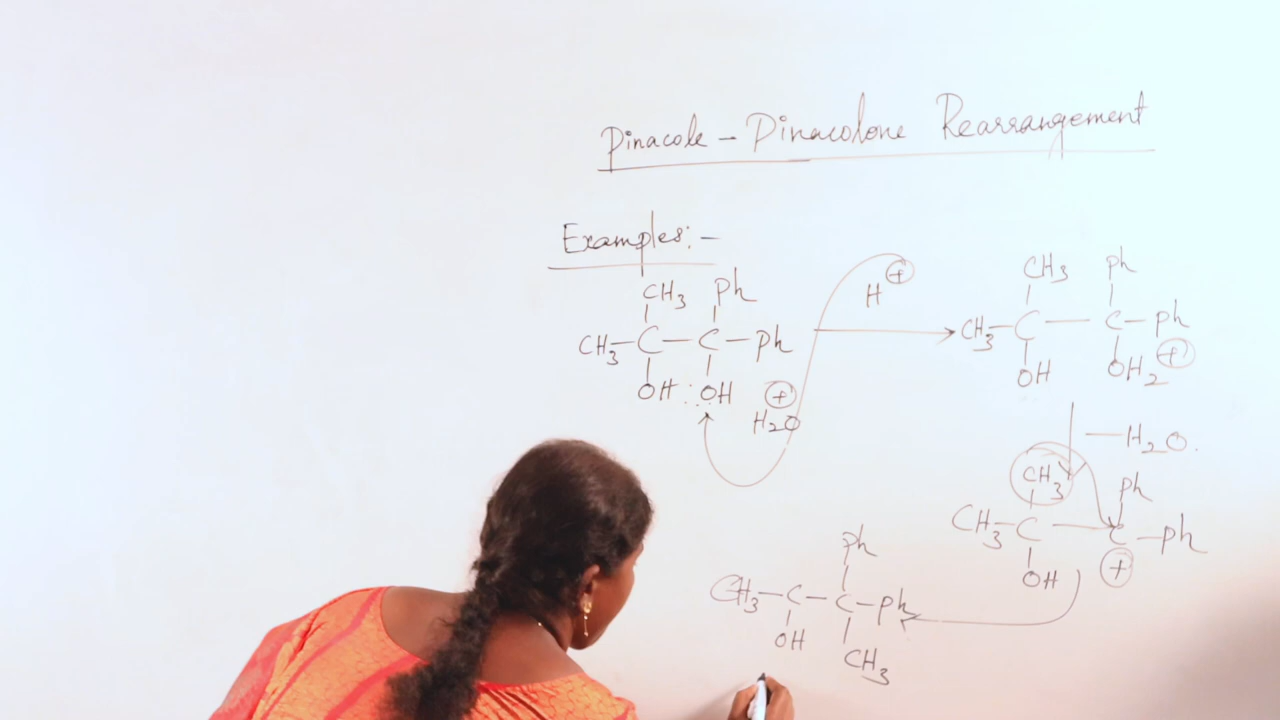 Pinacole - Pinacolone Rearrangement
Examples:-
CH3 Ph
CH3-C-C-Ph
OH OH
⊕
H2O
H⊕
CH3 Ph
CH3-C-C-Ph
OH OH2⊕
-H2O.
CH3 Ph
CH3-C-C-Ph
OH ⊕
Ph
CH3-C-C-Ph
OH CH3